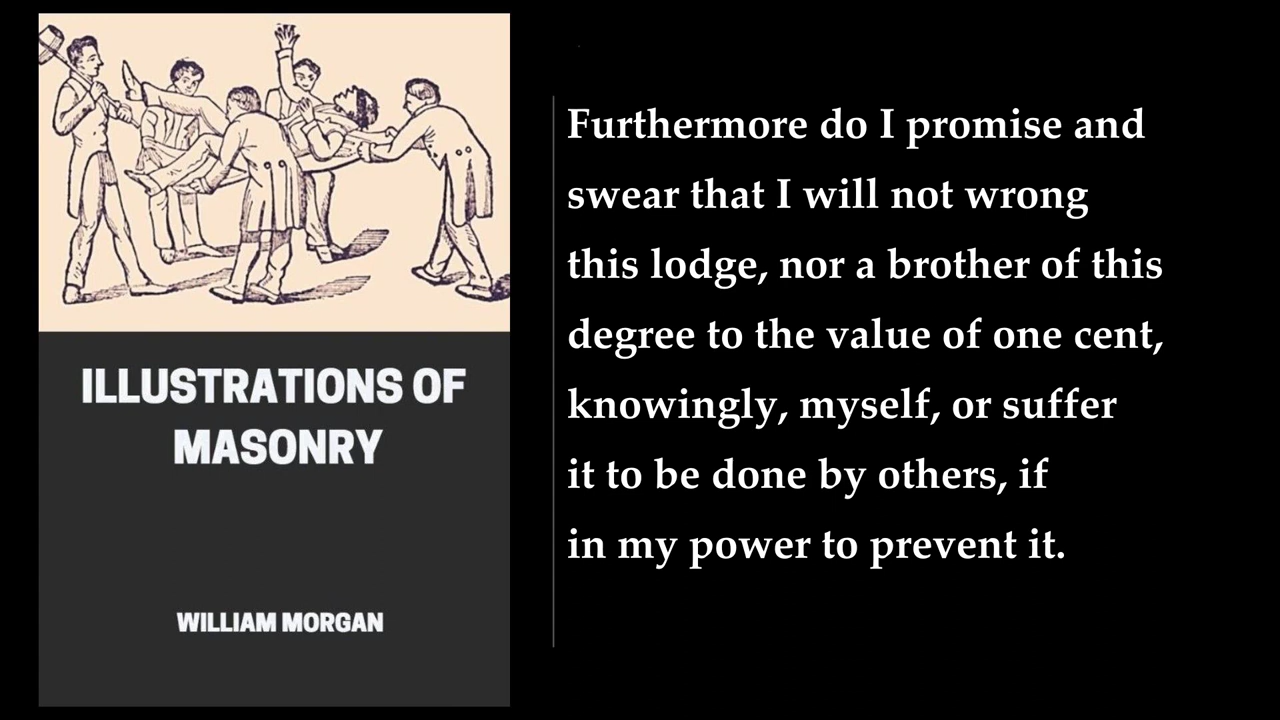 ILLUSTRATIONS OF
MASONRY
WILLIAM MORGAN
Furthermore do I promise and
swear that I will not wrong
this lodge, nor a brother of this
degree to the value of one cent,
knowingly, myself, or suffer
it to be done by others, if
in my power to prevent it.